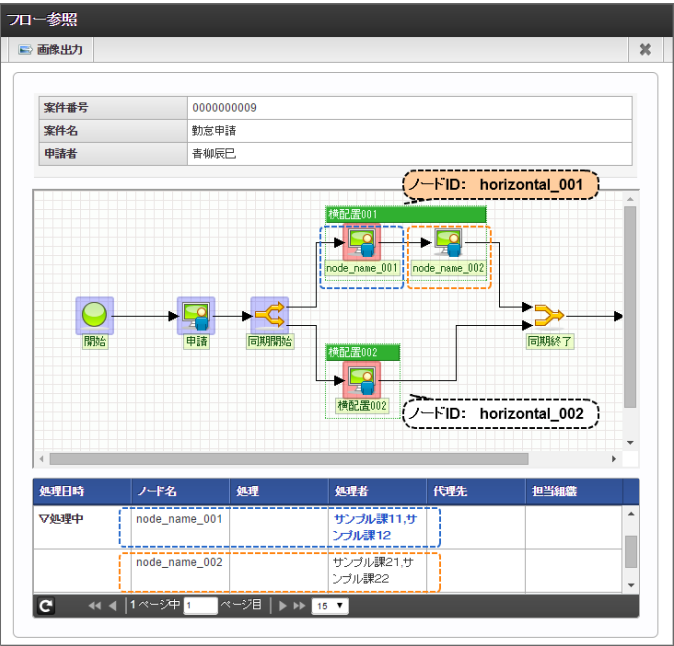 フロー参照
画像出力
案件番号 0000000009
案件名 勤怠申請
申請者 青柳辰巳
ノードID: horizontal_001
横配置001
node_name_001 node_name_002
開始 申請 同期開始 同期終了
横配置002
横配置002
ノードID: horizontal_002
処理日時 ノード名 処理 処理者 代理先 担当組織
▽処理中 node_name_001 サンプル課11,サ
ンプル課12
node_name_002 サンプル課21,サ
ンプル課22
1 ページ中 1 ページ目 15